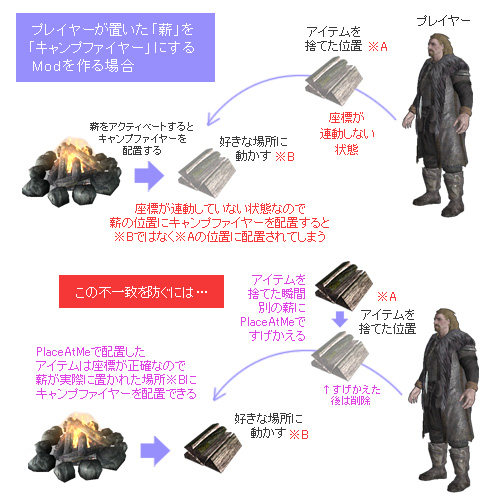 プレイヤーが置いた「薪」を
「キャンプファイヤー」にする
Modを作る場合
プレイヤー
アイテムを
捨てた位置 ※A
座標が
連動しない
状態
薪をアクティベートすると
キャンプファイヤーを
配置する
好きな場所に
動かす ※B
座標が連動していない状態なので
薪の位置にキャンプファイヤーを配置すると
※Bではなく※Aの位置に配置されてしまう
この不一致を防ぐには…
アイテムを
捨てた瞬間
別の薪に
PlaceAtMeで
すげかえる
※A
アイテムを
捨てた位置
PlaceAtMeで配置した
アイテムは座標が正確なので
薪が実際に置かれた場所※Bに
キャンプファイヤーを配置できる
↑すげかえた
後は削除
好きな場所に
動かす ※B